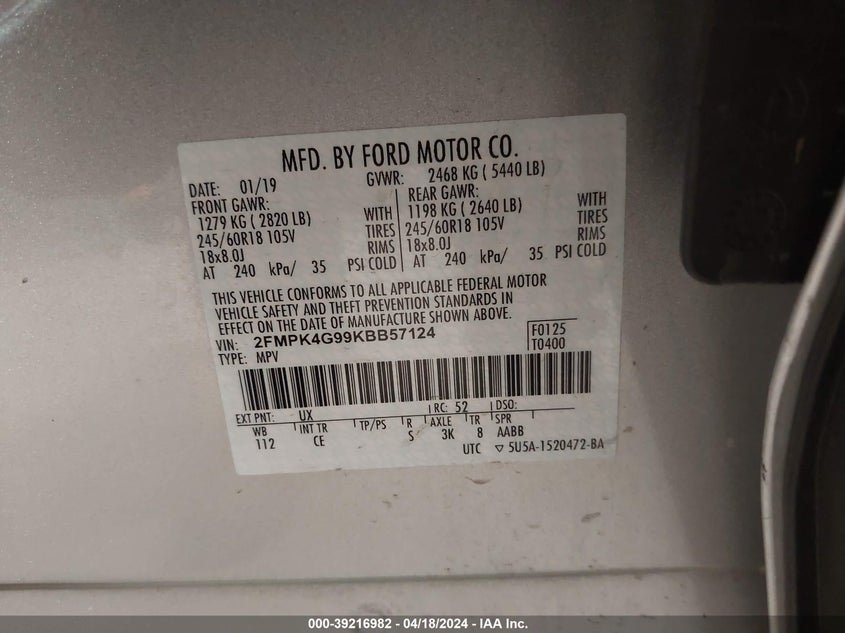 MFD. BY FORD MOTOR CO.
DATE: 01/19 GVWR: 2468 KG ( 5440 LB)
FRONT GAWR: REAR GAWR:
1279 KG ( 2820 LB) WITH 1198 KG ( 2640 LB) WITH
245/60R18 105V TIRES 245/60R18 105V TIRES
18x8.0J RIMS 18x8.0J RIMS
AT 240 kPa/ 35 PSI COLD AT 240 kPa/ 35 PSI COLD
THIS VEHICLE CONFORMS TO ALL APPLICABLE FEDERAL MOTOR
VEHICLE SAFETY AND THEFT PREVENTION STANDARDS IN
EFFECT ON THE DATE OF MANUFACTURE SHOWN ABOVE.
VIN: 2FMPK4G99KBB57124 F0125
TYPE: MPV T0400
EXT PNT: UX RC: 52 DSO:
WB INT TR TP/PS R AXLE TR SPR
112 CE S 3K 8 AABB
UTC ▽ 5U5A-1520472-BA
000-39216982 - 04/18/2024 - IAAI Inc.